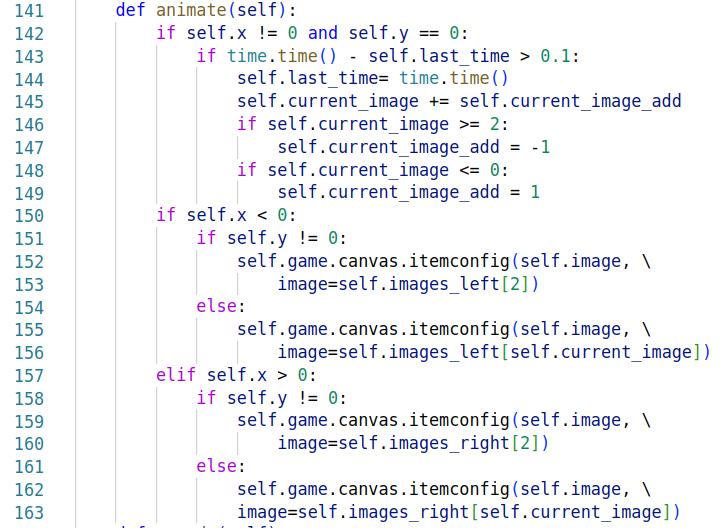 141 def animate(self):
142 if self.x != 0 and self.y == 0:
143 if time.time() - self.last_time > 0.1:
144 self.last_time= time.time()
145 self.current_image += self.current_image_add
146 if self.current_image >= 2:
147 self.current_image_add = -1
148 if self.current_image <= 0:
149 self.current_image_add = 1
150 if self.x < 0:
151 if self.y != 0:
152 self.game.canvas.itemconfig(self.image, \
153 image=self.images_left[2])
154 else:
155 self.game.canvas.itemconfig(self.image, \
156 image=self.images_left[self.current_image])
157 elif self.x > 0:
158 if self.y != 0:
159 self.game.canvas.itemconfig(self.image, \
160 image=self.images_right[2])
161 else:
162 self.game.canvas.itemconfig(self.image, \
163 image=self.images_right[self.current_image])